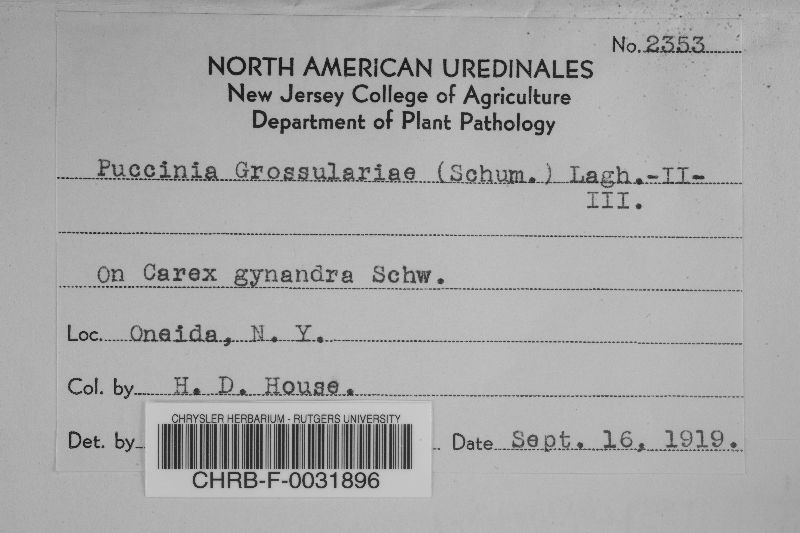 No. 2353
NORTH AMERICAN UREDINALES
New Jersey College of Agriculture
Department of Plant Pathology
Puccinia Grossulariae (Schum.) Lagh.-II-
III.
On Carex gynandra Schw.
Loc. Oneida, N. Y.
Col. by H. D. House.
Det. by Date Sept. 16, 1919.
CHRYSLER HERBARIUM - RUTGERS UNIVERSITY
CHRB-F-0031896